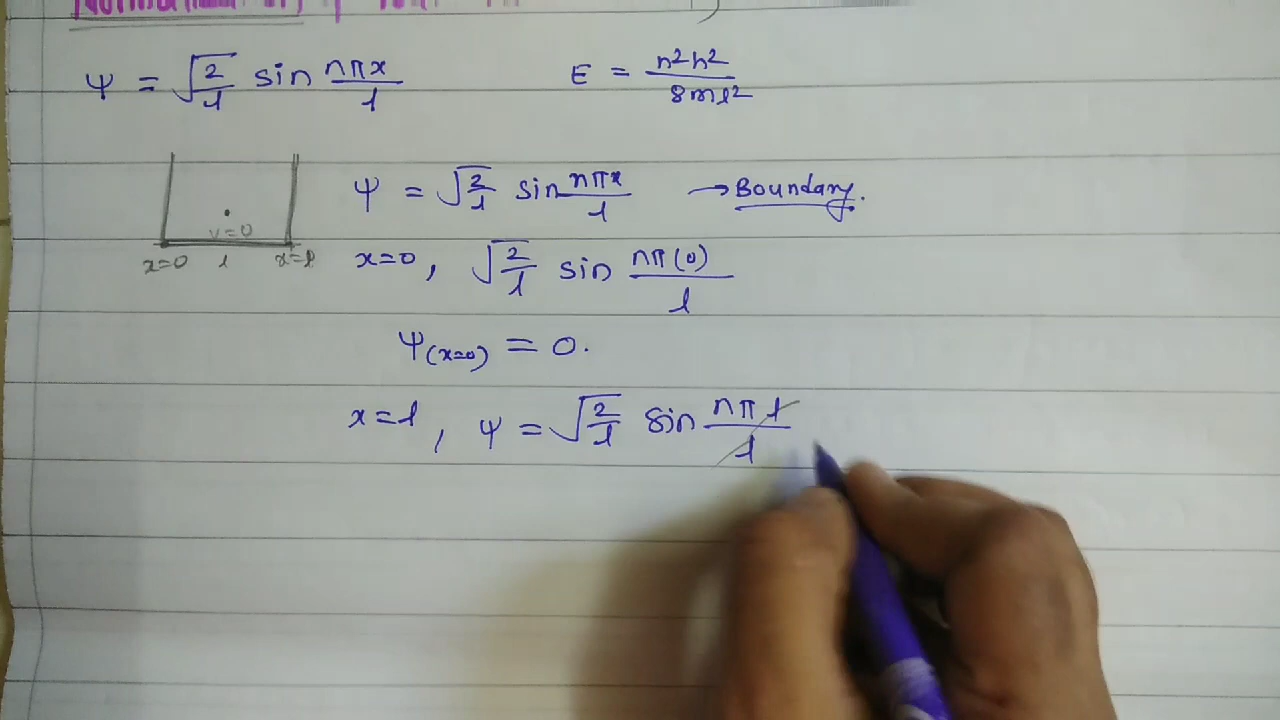 ψ = √2/l sin nπx/l E = n²h²/8ml²
ψ = √2/l sin nπx/l → Boundary.
v=0
x=0 l x=l
x=0, √2/l sin nπ(0)/l
ψ(x=0) = 0.
x=l, ψ = √2/l sin nπl/l